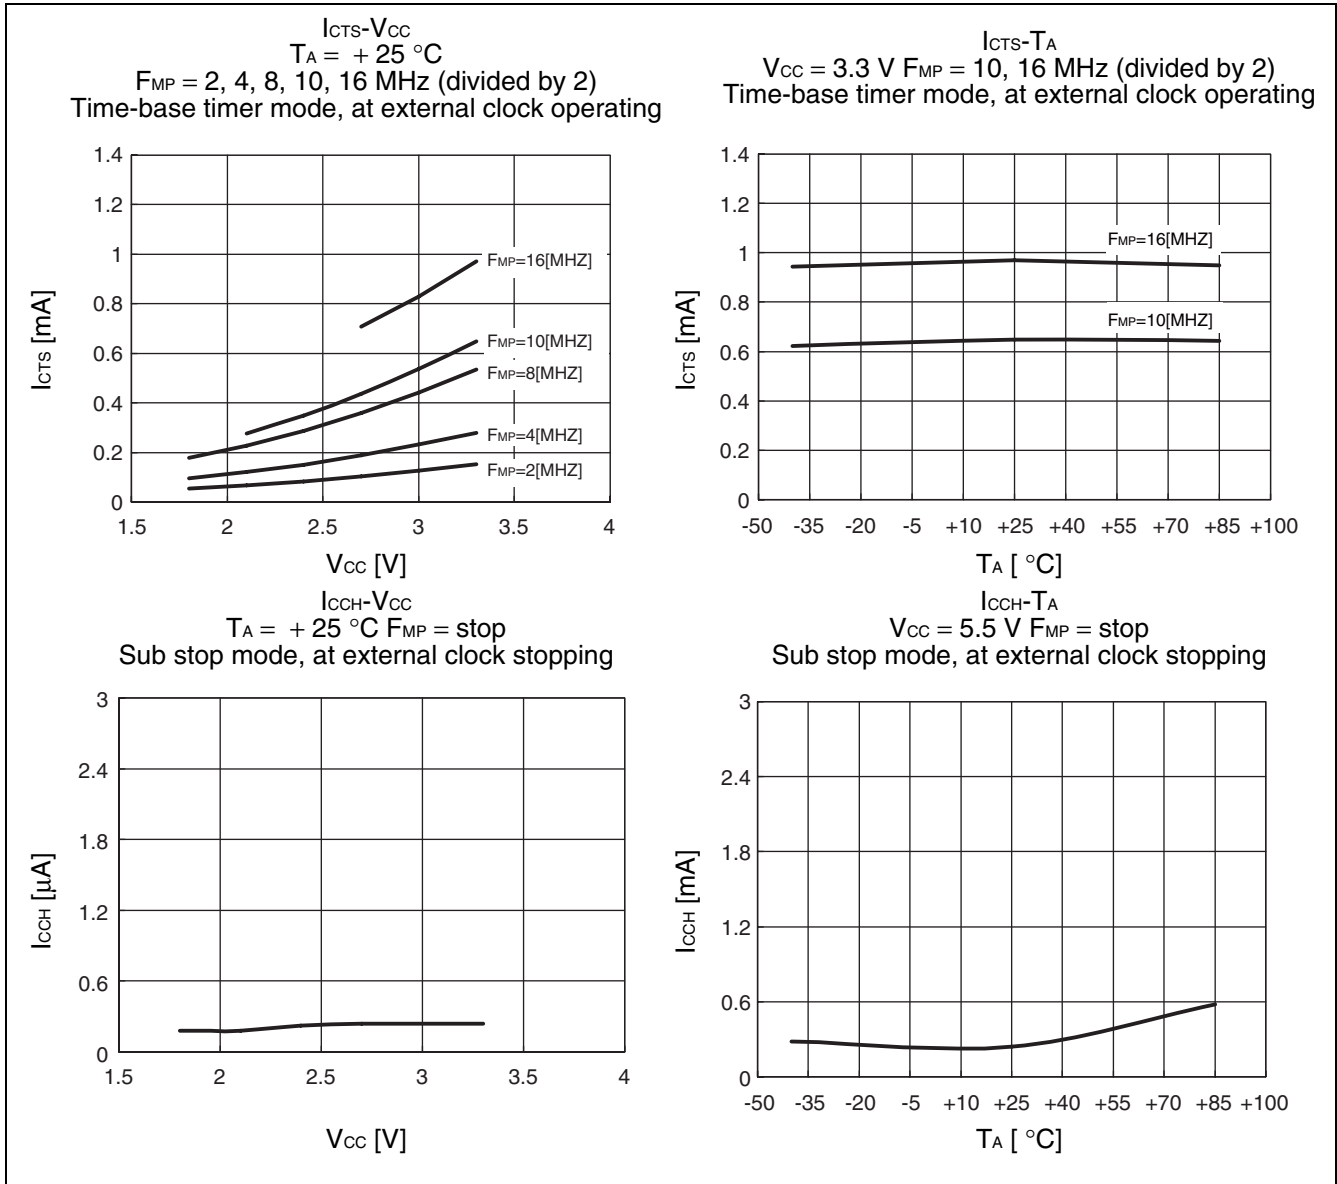 ICTS-VCC
TA = + 25 °C
FMP = 2, 4, 8, 10, 16 MHz (divided by 2)
Time-base timer mode, at external clock operating
1.4
1.2
1
0.8
0.6
0.4
0.2
0
ICTS [mA]
FMP=16[MHZ]
FMP=10[MHZ]
FMP=8[MHZ]
FMP=4[MHZ]
FMP=2[MHZ]
1.5 2 2.5 3 3.5 4
VCC [V]
ICTS-TA
VCC = 3.3 V FMP = 10, 16 MHz (divided by 2)
Time-base timer mode, at external clock operating
1.4
1.2
1
0.8
0.6
0.4
0.2
0
ICTS [mA]
FMP=16[MHZ]
FMP=10[MHZ]
-50 -35 -20 -5 +10 +25 +40 +55 +70 +85 +100
TA [ °C]
ICCH-VCC
TA = + 25 °C FMP = stop
Sub stop mode, at external clock stopping
3
2.4
1.8
1.2
0.6
0
ICCH [µA]
1.5 2 2.5 3 3.5 4
VCC [V]
ICCH-TA
VCC = 5.5 V FMP = stop
Sub stop mode, at external clock stopping
3
2.4
1.8
1.2
0.6
0
ICCH [mA]
-50 -35 -20 -5 +10 +25 +40 +55 +70 +85 +100
TA [ °C]